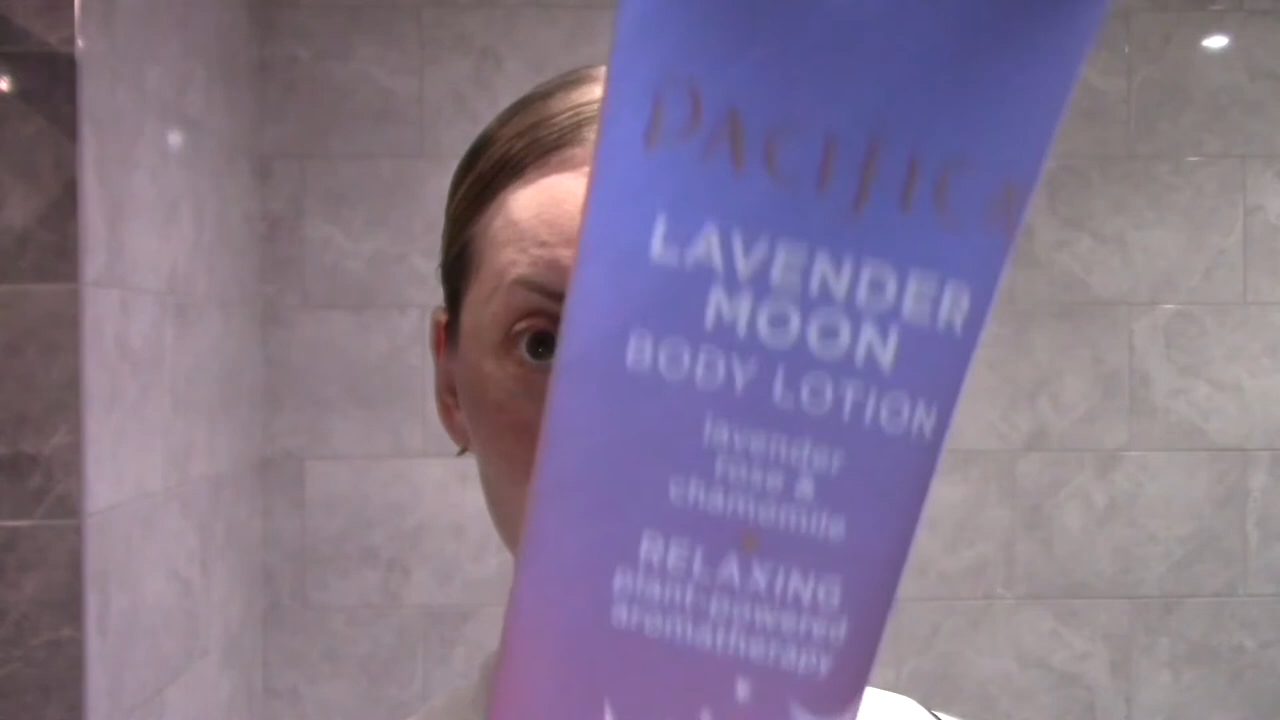 PACIFICA
LAVENDER
MOON
BODY LOTION
lavender
rose &
chamomile
RELAXING
plant-powered
aromatherapy